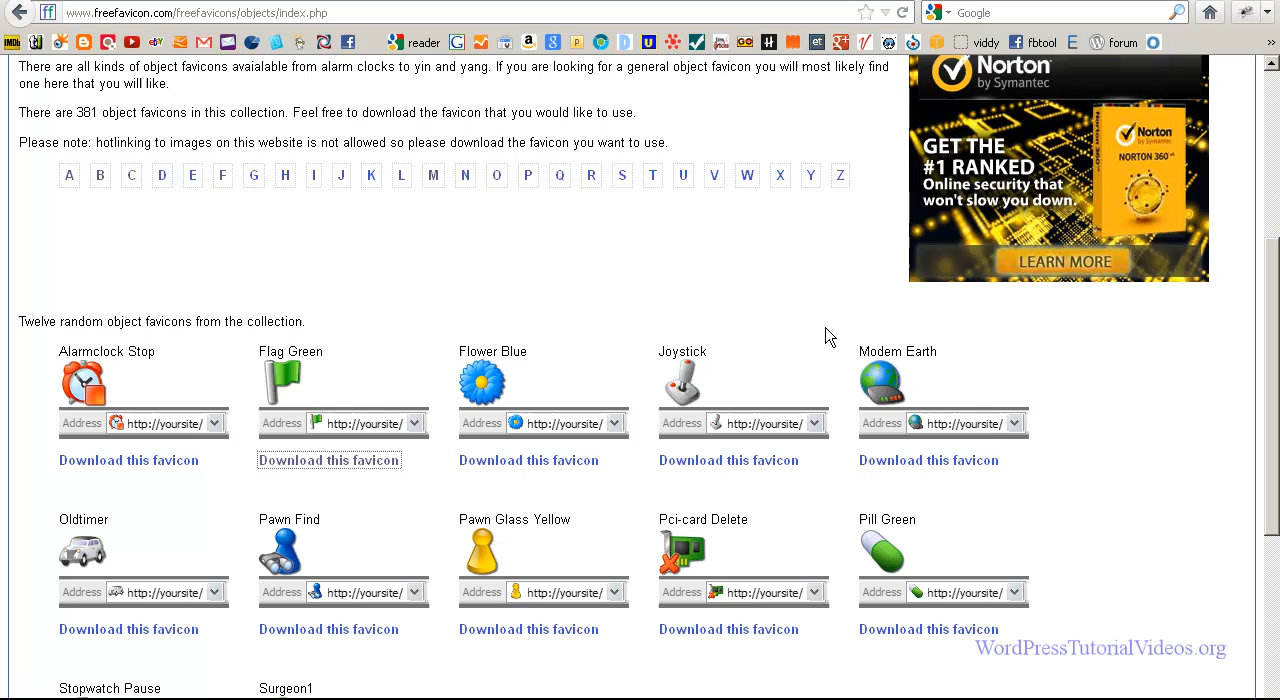 www.freefavicon.com/freefavicons/objects/index.php
Google
reader
viddy
fbtool
forum
There are all kinds of object favicons available from alarm clocks to yin and yang. If you are looking for a general object favicon you will most likely find
one here that you will like.
There are 381 object favicons in this collection. Feel free to download the favicon that you would like to use.
Please note: hotlinking to images on this server is not allowed, please download the favicon you want to use.
A B C D E F G H I J K L M N O P Q R S T U V W X Y Z
Norton
by Symantec
GET THE
#1 RANKED
Online security that
won't slow you down.
Norton
NORTON 360
LEARN MORE
Twelve random object favicons from the collection.
Alarmclock Stop Flag Green Flower Blue Joystick Modem Earth
Address http://yoursite/ Address http://yoursite/ Address http://yoursite/ Address http://yoursite/ Address http://yoursite/
Download this favicon Download this favicon Download this favicon Download this favicon Download this favicon
Oldtimer Pawn Find Pawn Glass Yellow Pci-card Delete Pill Green
Address http://yoursite/ Address http://yoursite/ Address http://yoursite/ Address http://yoursite/ Address http://yoursite/
Download this favicon Download this favicon Download this favicon Download this favicon Download this favicon
WordPressTutorialVideos.org
Stopwatch Pause Surgeon1